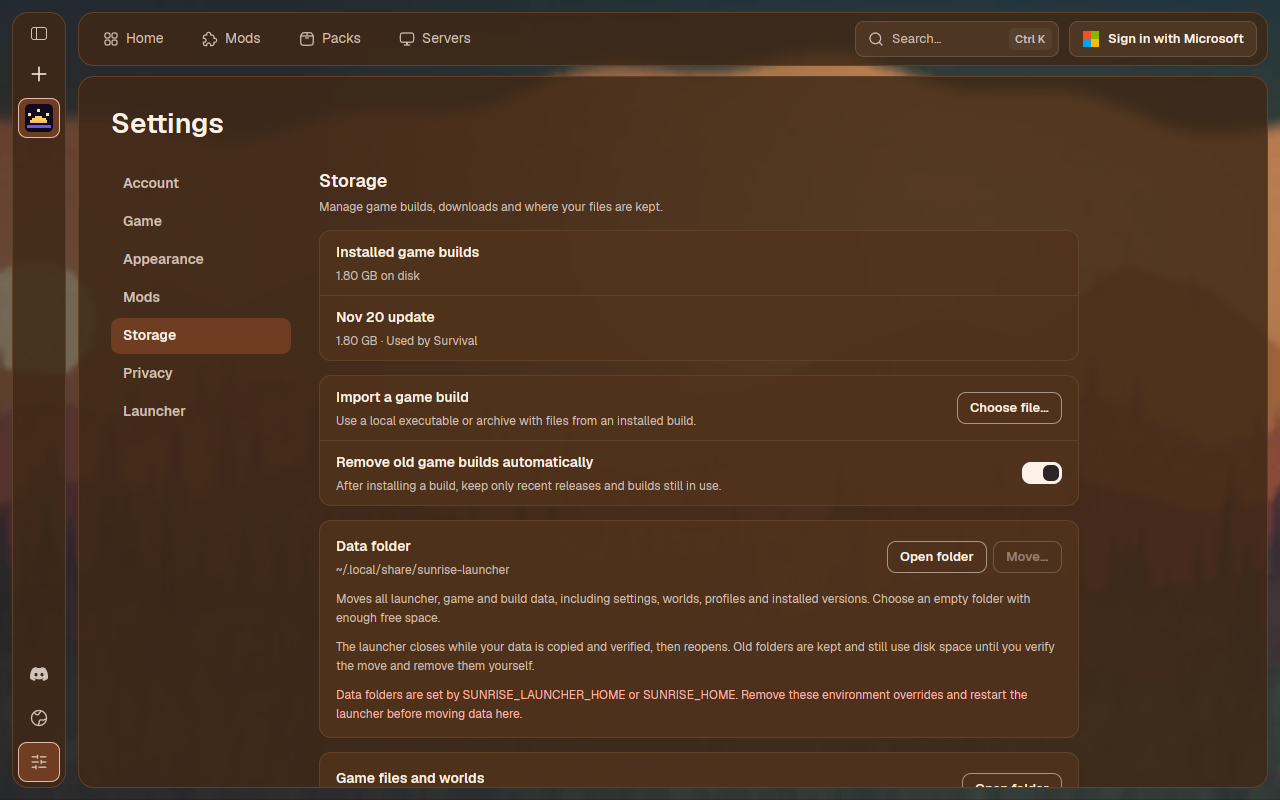 Home
Mods
Packs
Servers
Search...
Ctrl K
Sign in with Microsoft
Settings
Account
Game
Appearance
Mods
Storage
Privacy
Launcher
Storage
Manage game builds, downloads and where your files are kept.
Installed game builds
1.80 GB on disk
Nov 20 update
1.80 GB · Used by Survival
Import a game build
Use a local executable or archive with files from an installed build.
Choose file...
Remove old game builds automatically
After installing a build, keep only recent releases and builds still in use.
Data folder
~/.local/share/sunrise-launcher
Open folder
Move...
Moves all launcher, game and build data, including settings, worlds, profiles and installed versions. Choose an empty folder with
enough free space.
The launcher closes while your data is copied and verified, then reopens. Old folders are kept and still use disk space until you verify
the move and remove them yourself.
Data folders are set by SUNRISE_LAUNCHER_HOME or SUNRISE_HOME. Remove these environment overrides and restart the
launcher before moving data here.
Game files and worlds
Open folder